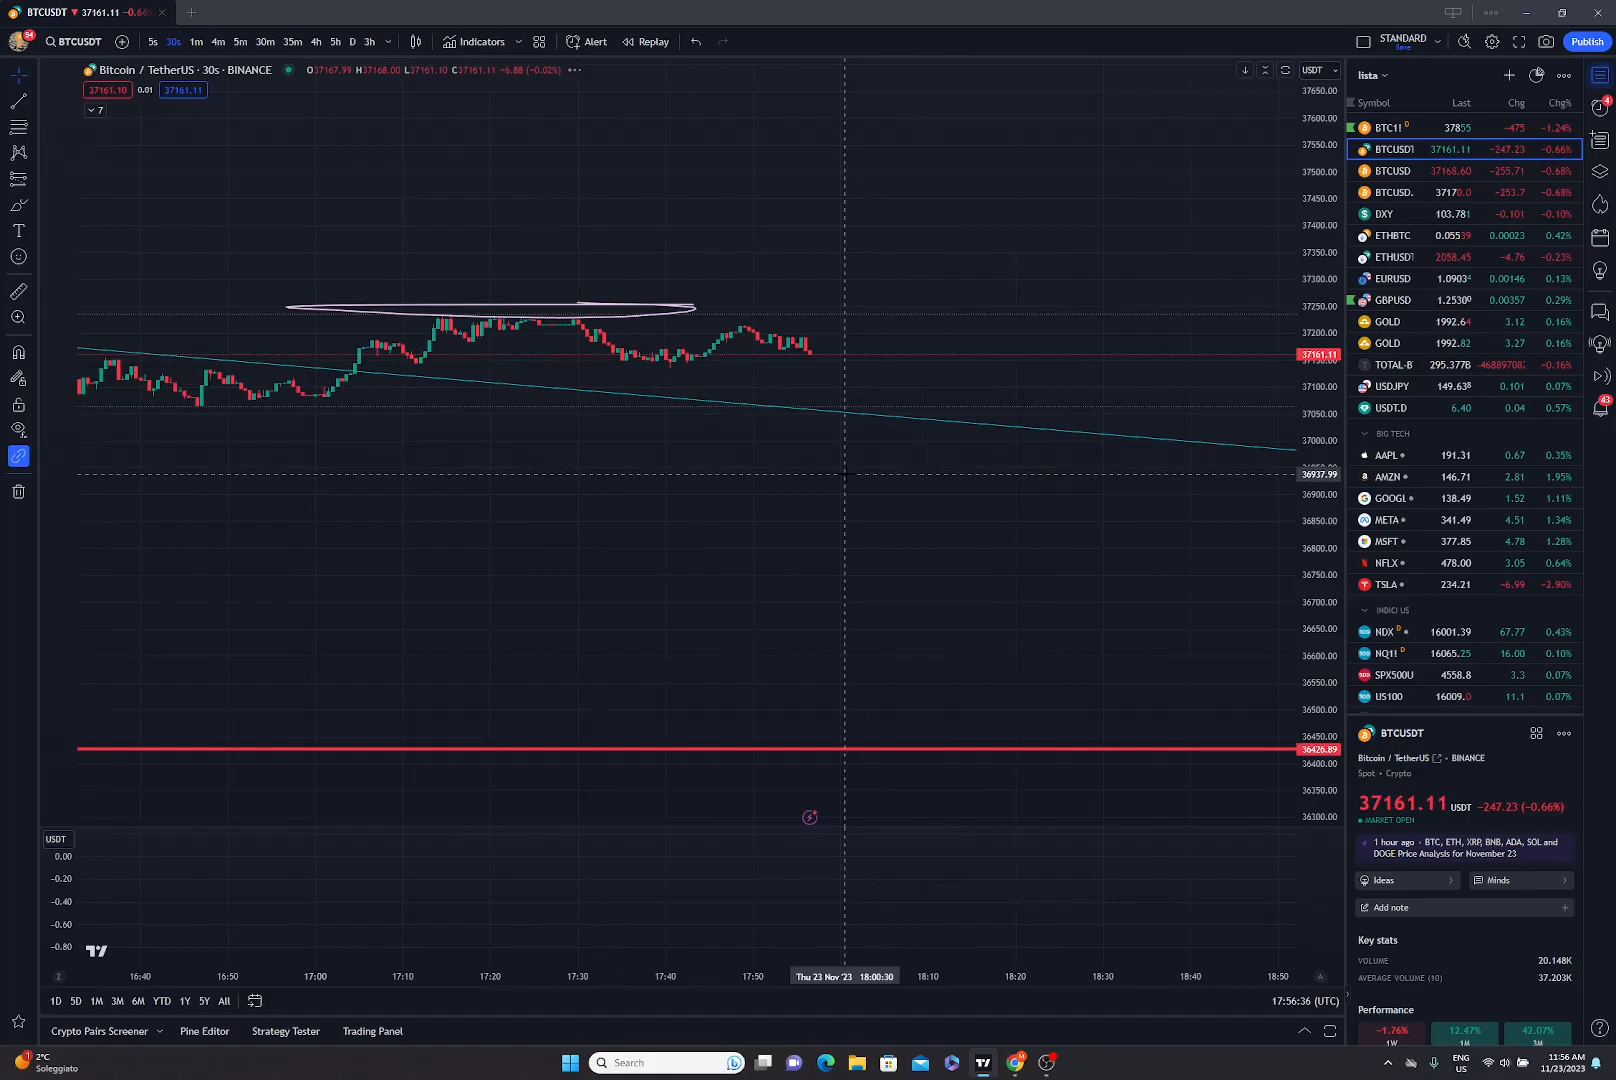 BTCUSDT ▼ 37161.11 −0.66
54 BTCUSDT 5s 30s 1m 4m 5m 30m 35m 4h 5h D 3h Indicators Alert Replay STANDARD Save Publish
Bitcoin / TetherUS · 30s · BINANCE O37167.99 H37168.00 L37161.10 C37161.11 −6.88 (−0.02%)
37161.10 0.01 37161.11
7
USDT
37650.00
37600.00
37550.00
37500.00
37450.00
37400.00
37350.00
37300.00
37250.00
37200.00
37161.11
37100.00
37050.00
37000.00
36937.99
36900.00
36850.00
36800.00
36750.00
36700.00
36650.00
36600.00
36550.00
36500.00
36450.00
36426.89
36400.00
36350.00
36300.00
USDT
0.00
−0.20
−0.40
−0.60
−0.80
Z 16:40 16:50 17:00 17:10 17:20 17:30 17:40 17:50 Thu 23 Nov '23 18:00:30 18:10 18:20 18:30 18:40 18:50 A
1D 5D 1M 3M 6M YTD 1Y 5Y All 17:56:36 (UTC)
Crypto Pairs Screener Pine Editor Strategy Tester Trading Panel
lista
Symbol Last Chg Chg%
BTC1! D 37855 −475 −1.24%
BTCUSDT 37161.11 −247.23 −0.66%
BTCUSD 37168.60 −255.71 −0.68%
BTCUSD. 37170.0 −253.7 −0.68%
DXY 103.781 −0.101 −0.10%
ETHBTC 0.05539 0.00023 0.42%
ETHUSDT 2058.45 −4.76 −0.23%
EURUSD 1.09034 0.00146 0.13%
GBPUSD 1.25300 0.00357 0.29%
GOLD 1992.64 3.12 0.16%
GOLD 1992.82 3.27 0.16%
TOTAL-B 295.377B −46889708 −0.16%
USDJPY 149.638 0.101 0.07%
USDT.D 6.40 0.04 0.57%
BIG TECH
AAPL 191.31 0.67 0.35%
AMZN 146.71 2.81 1.95%
GOOGL 138.49 1.52 1.11%
META 341.49 4.51 1.34%
MSFT 377.85 4.78 1.28%
NFLX 478.00 3.05 0.64%
TSLA 234.21 −6.99 −2.90%
INDICI US
NDX D 16001.39 67.77 0.43%
NQ1! D 16065.25 16.00 0.10%
SPX500U 4558.8 3.3 0.07%
US100 16009.0 11.1 0.07%
BTCUSDT
Bitcoin / TetherUS • BINANCE
Spot • Crypto
37161.11 USDT −247.23 (−0.66%)
MARKET OPEN
1 hour ago • BTC, ETH, XRP, BNB, ADA, SOL and
DOGE Price Analysis for November 23
Ideas Minds
Add note +
Key stats
VOLUME 20.148K
AVERAGE VOLUME (10) 37.203K
Performance
−1.76% 12.47% 42.07%
1W 1M 3M
4
43
1 2°C
Soleggiato
Search
ENG
US
11:56 AM
11/23/2023